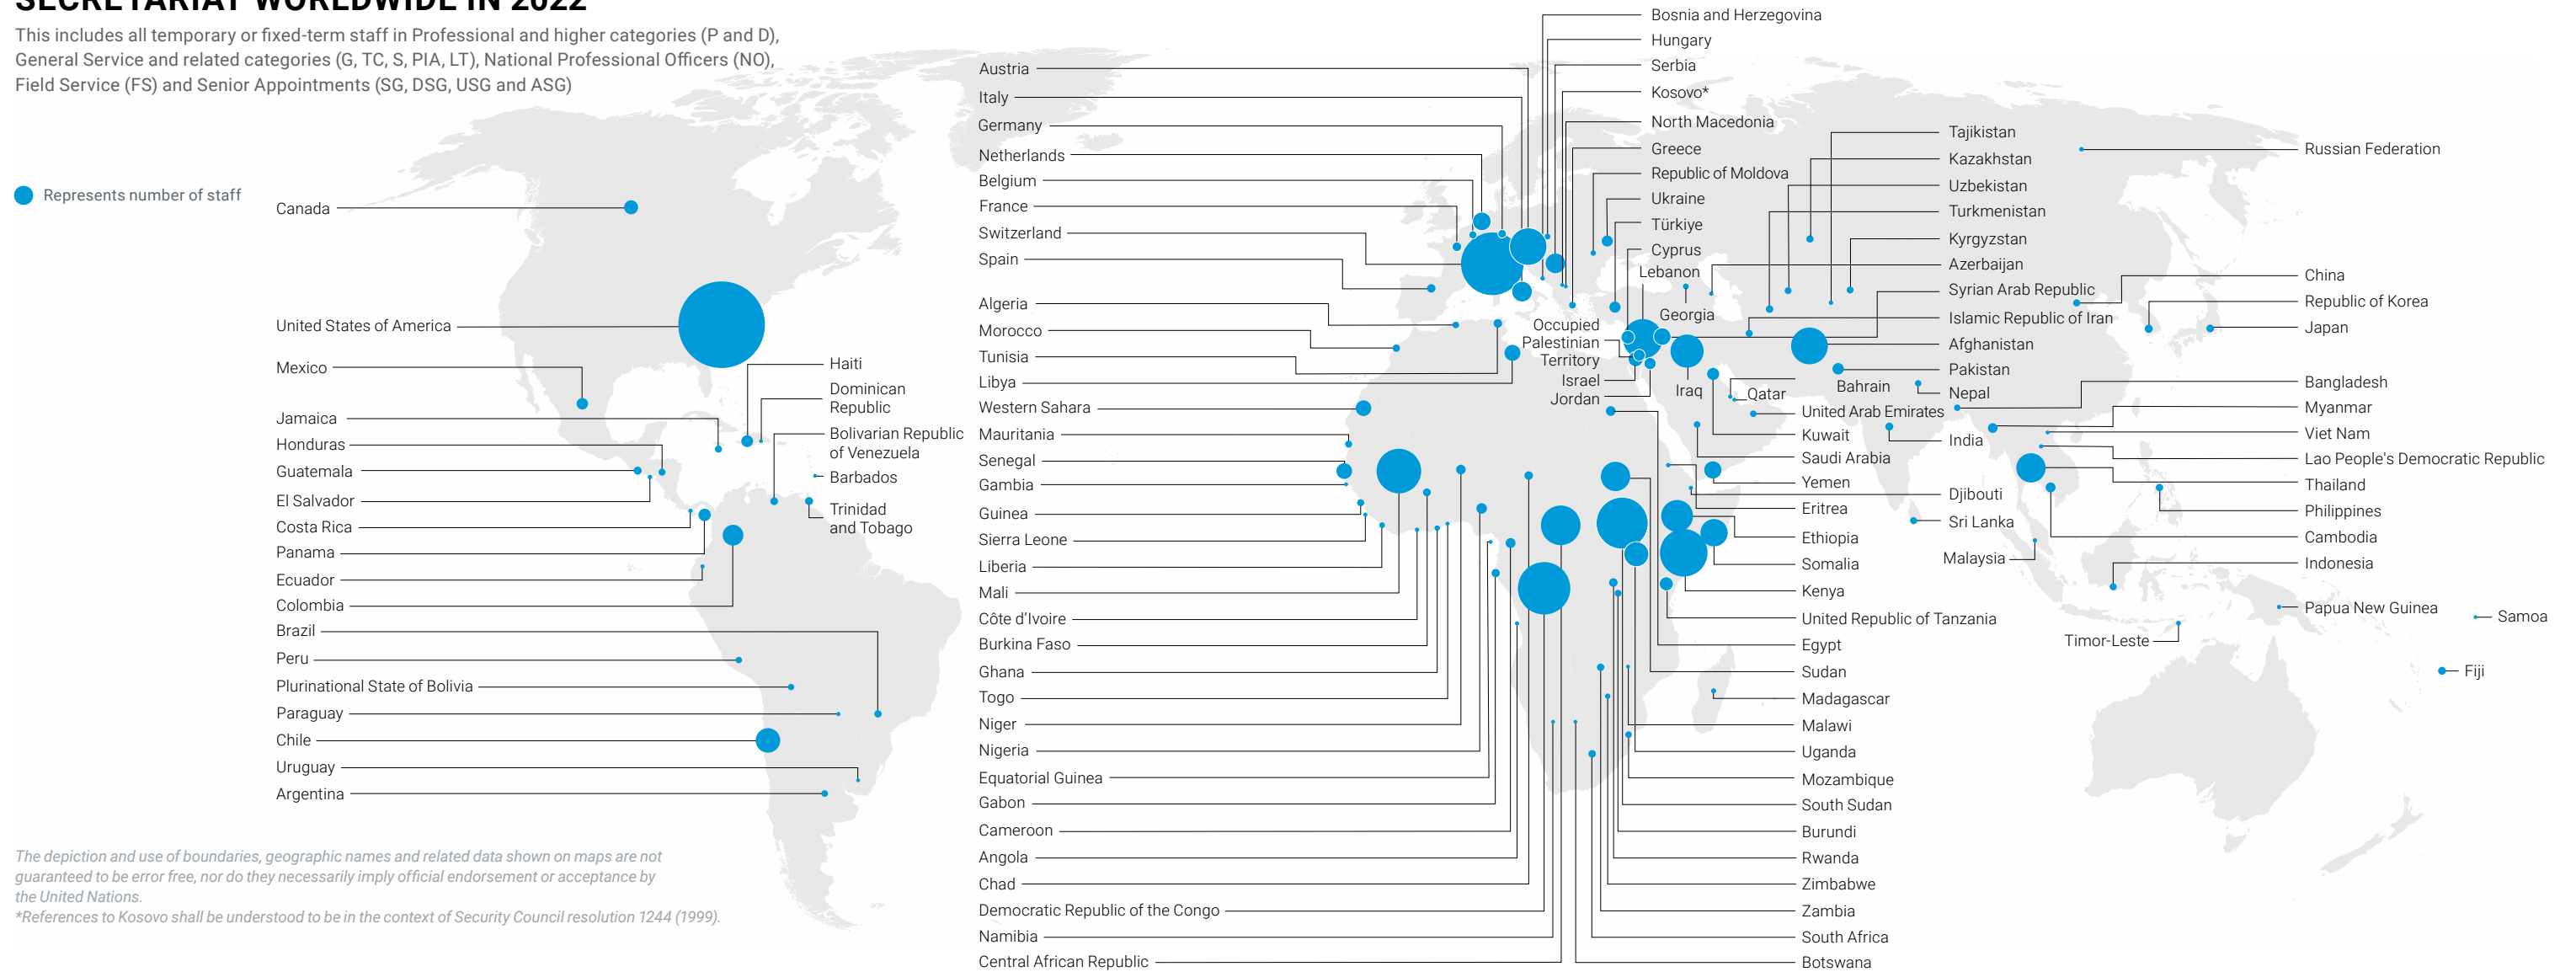 SECRETARIAT WORLDWIDE IN 2022
This includes all temporary or fixed-term staff in Professional and higher categories (P and D),
General Service and related categories (G, TC, S, PIA, LT), National Professional Officers (NO),
Field Service (FS) and Senior Appointments (SG, DSG, USG and ASG)
Represents number of staff
Canada
United States of America
Mexico
Jamaica
Honduras
Guatemala
El Salvador
Costa Rica
Panama
Ecuador
Colombia
Brazil
Peru
Plurinational State of Bolivia
Paraguay
Chile
Uruguay
Argentina
Haiti
Dominican
Republic
Bolivarian Republic
of Venezuela
Barbados
Trinidad
and Tobago
Austria
Italy
Germany
Netherlands
Belgium
France
Switzerland
Spain
Algeria
Morocco
Tunisia
Libya
Western Sahara
Mauritania
Senegal
Gambia
Guinea
Sierra Leone
Liberia
Mali
Côte d’Ivoire
Burkina Faso
Ghana
Togo
Niger
Nigeria
Equatorial Guinea
Gabon
Cameroon
Angola
Chad
Democratic Republic of the Congo
Namibia
Central African Republic
Bosnia and Herzegovina
Hungary
Serbia
Kosovo*
North Macedonia
Greece
Republic of Moldova
Ukraine
Türkiye
Cyprus
Lebanon
Georgia
Occupied
Palestinian
Territory
Israel
Jordan
Iraq
Qatar
Bahrain
Tajikistan
Kazakhstan
Uzbekistan
Turkmenistan
Kyrgyzstan
Azerbaijan
Syrian Arab Republic
Islamic Republic of Iran
Afghanistan
Pakistan
Nepal
United Arab Emirates
Kuwait
India
Saudi Arabia
Yemen
Djibouti
Eritrea
Sri Lanka
Ethiopia
Malaysia
Somalia
Kenya
United Republic of Tanzania
Egypt
Sudan
Madagascar
Malawi
Uganda
Mozambique
South Sudan
Burundi
Rwanda
Zimbabwe
Zambia
South Africa
Botswana
Russian Federation
China
Republic of Korea
Japan
Bangladesh
Myanmar
Viet Nam
Lao People's Democratic Republic
Thailand
Philippines
Cambodia
Indonesia
Papua New Guinea
Samoa
Timor-Leste
Fiji
The depiction and use of boundaries, geographic names and related data shown on maps are not
guaranteed to be error free, nor do they necessarily imply official endorsement or acceptance by
the United Nations.
*References to Kosovo shall be understood to be in the context of Security Council resolution 1244 (1999).